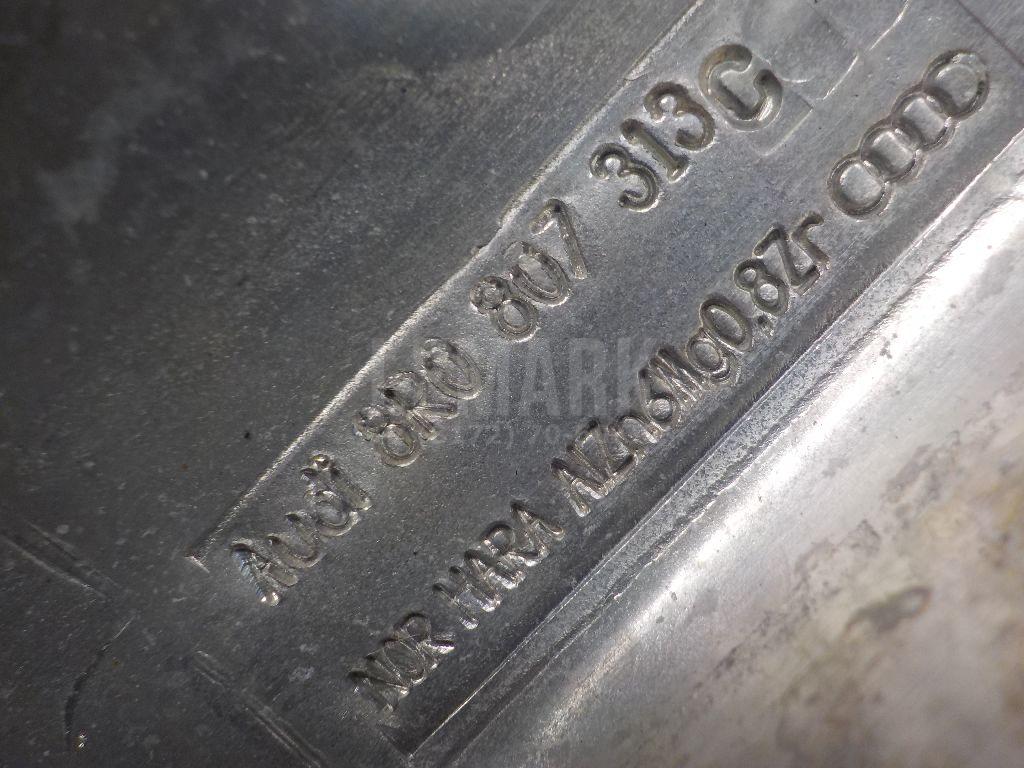 Audi 8R0 807 313C
NOR HARA AlZn6Mg0.8Zr